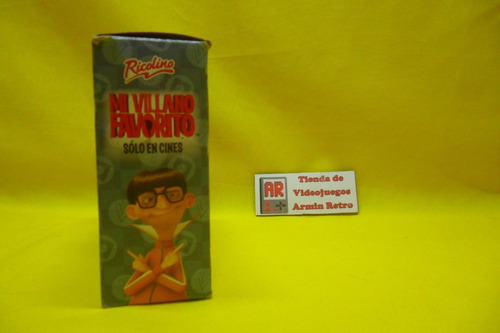 Ricolino
MI VILLANO
FAVORITO
SÓLO EN CINES
AR
Tienda de
Videojuegos
Armin Retro